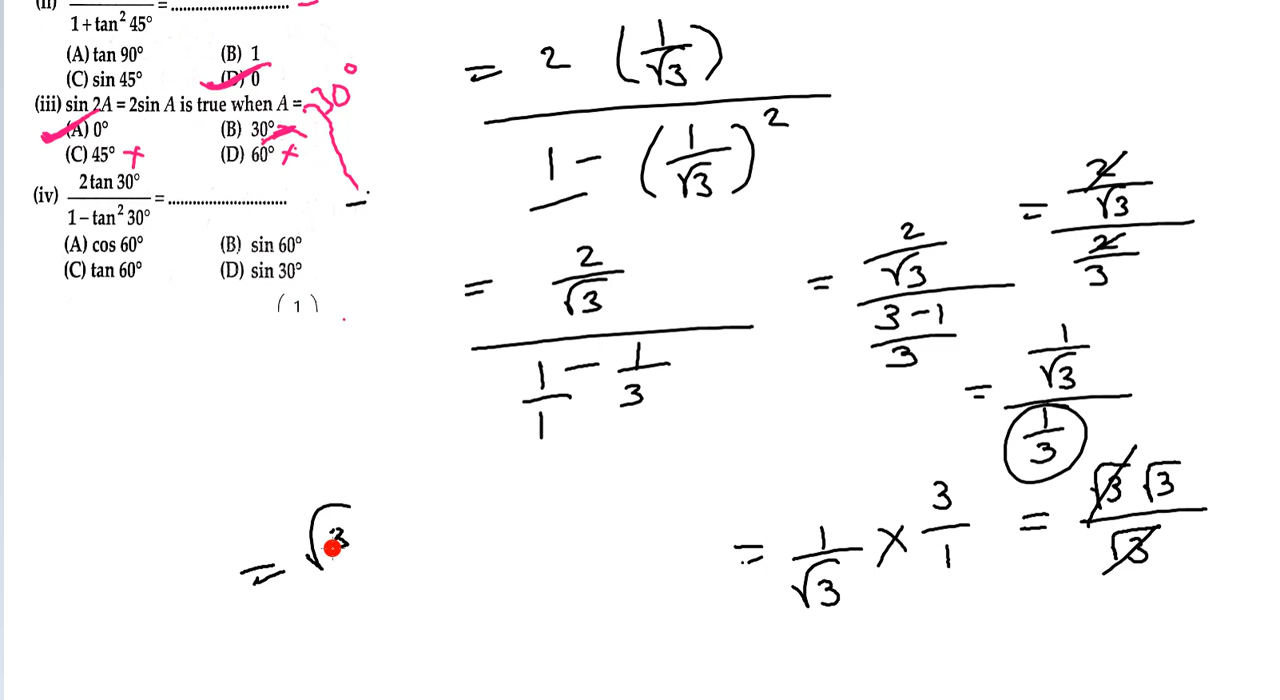 (ii) 1+tan² 45° = ..............................
(A) tan 90° (B) 1
(C) sin 45° (D) 0
(iii) sin 2A = 2sin A is true when A = 30°
(A) 0° (B) 30°
(C) 45° (D) 60°
(iv) 2 tan 30° / 1−tan² 30° = ..............................
(A) cos 60° (B) sin 60°
(C) tan 60° (D) sin 30°
(1)
= 2 (1/√3) / 1 − (1/√3)²
= 2/√3 / 1/1 − 1/3
= 2/√3 / 3−1/3
= 2/√3 / 2/3
= 1/√3 / 1/3
= 1/√3 × 3/1
= √3 √3 / √3
= √3